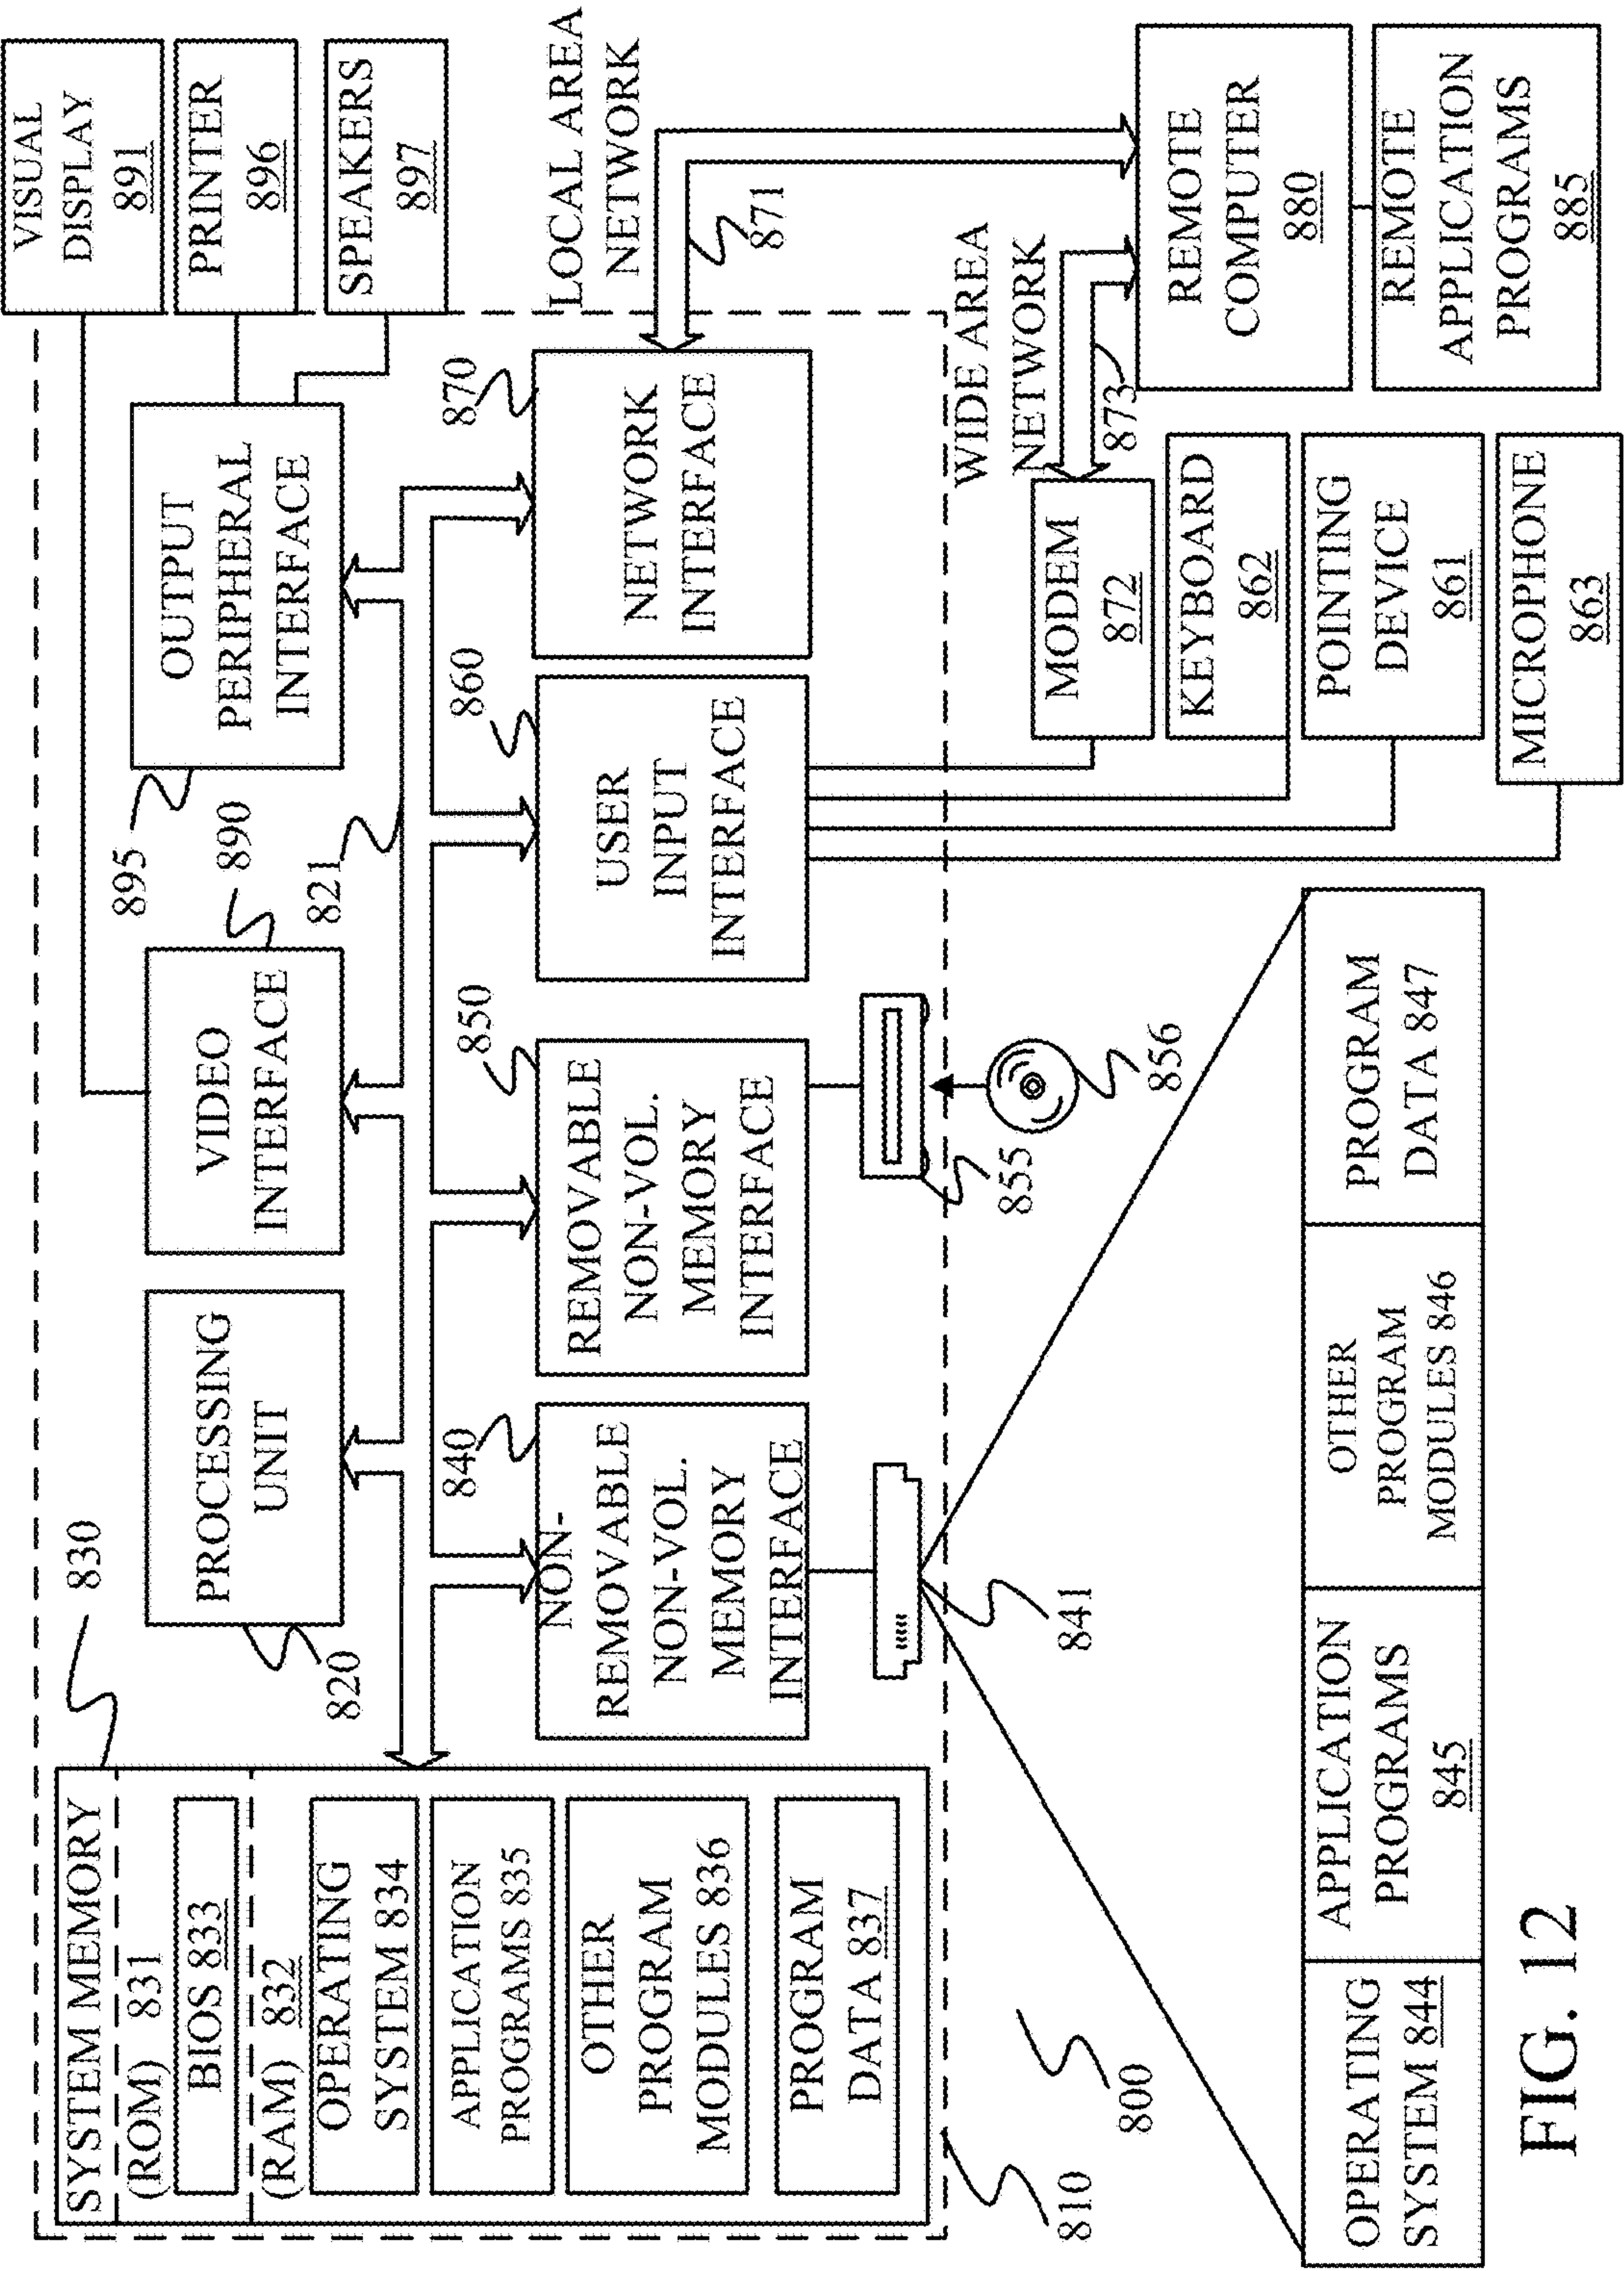 SYSTEM MEMORY
(ROM) 831
BIOS 833
(RAM) 832
OPERATING
SYSTEM 834
APPLICATION
PROGRAMS 835
OTHER
PROGRAM
MODULES 836
PROGRAM
DATA 837
830
820
PROCESSING
UNIT
VIDEO
INTERFACE
890
821
895
OUTPUT
PERIPHERAL
INTERFACE
VISUAL
DISPLAY
891
PRINTER
896
SPEAKERS
897
840
NON-
REMOVABLE
NON-VOL.
MEMORY
INTERFACE
850
REMOVABLE
NON-VOL.
MEMORY
INTERFACE
860
USER
INPUT
INTERFACE
870
NETWORK
INTERFACE
LOCAL AREA
NETWORK
871
WIDE AREA
NETWORK
873
810
800
841
855
856
MODEM
872
KEYBOARD
862
POINTING
DEVICE
861
MICROPHONE
863
REMOTE
COMPUTER
880
REMOTE
APPLICATION
PROGRAMS
885
OPERATING
SYSTEM 844
APPLICATION
PROGRAMS
845
OTHER
PROGRAM
MODULES 846
PROGRAM
DATA 847
FIG. 12